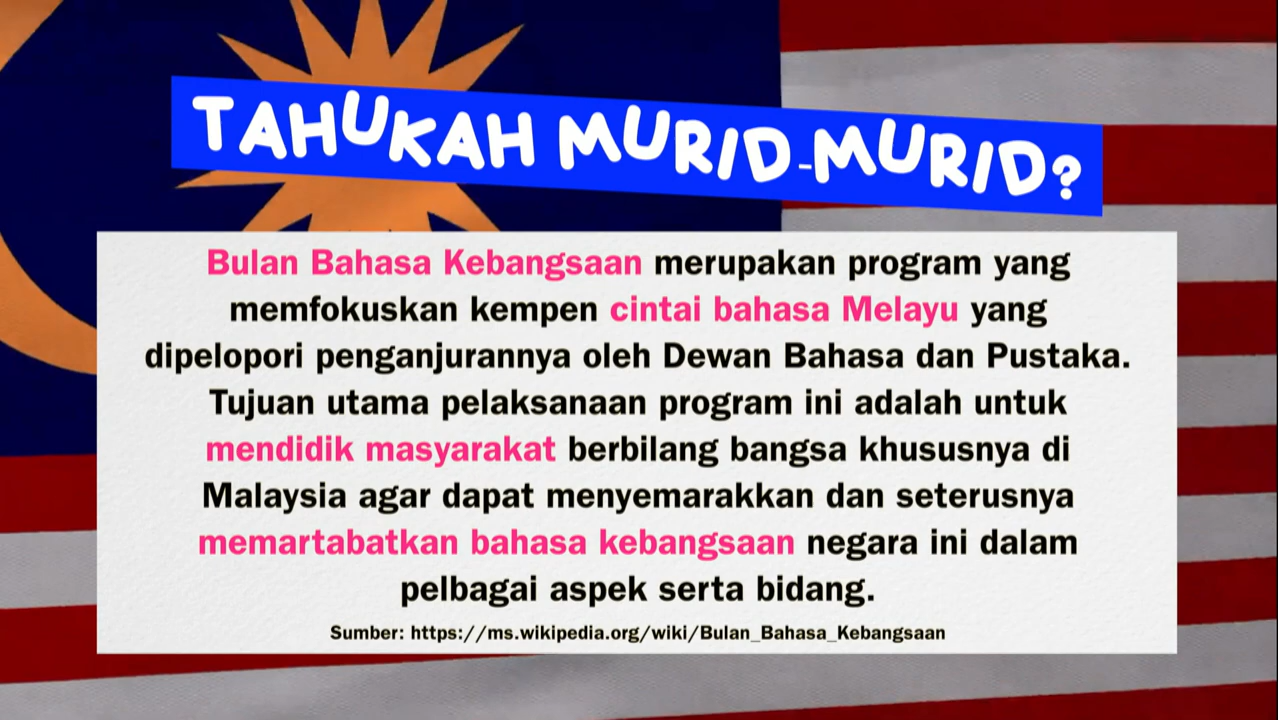 TAHUKAH MURID-MURID?
Bulan Bahasa Kebangsaan merupakan program yang
memfokuskan kempen cintai bahasa Melayu yang
dipelopori penganjurannya oleh Dewan Bahasa dan Pustaka.
Tujuan utama pelaksanaan program ini adalah untuk
mendidik masyarakat berbilang bangsa khususnya di
Malaysia agar dapat menyemarakkan dan seterusnya
memartabatkan bahasa kebangsaan negara ini dalam
pelbagai aspek serta bidang.
Sumber: https://ms.wikipedia.org/wiki/Bulan_Bahasa_Kebangsaan